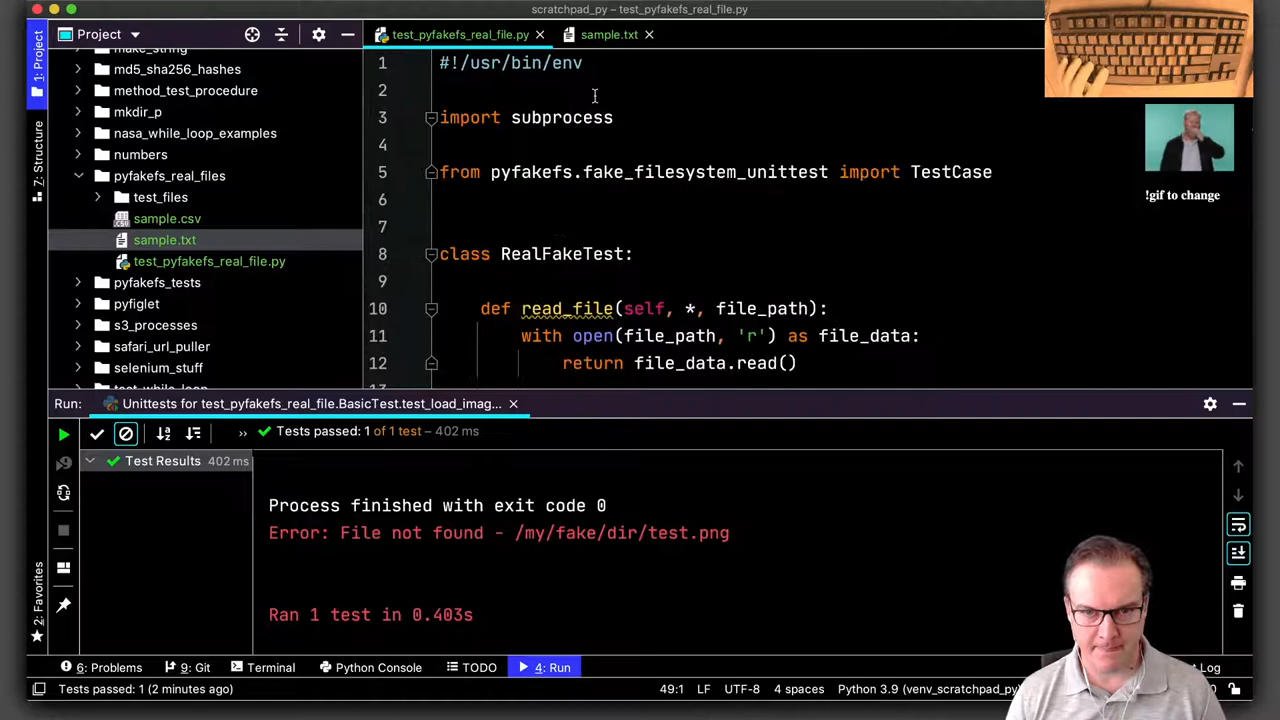 scratchpad_py – test_pyfakefs_real_file.py
1: Project
7: Structure
2: Favorites
Project
make_string
md5_sha256_hashes
method_test_procedure
mkdir_p
nasa_while_loop_examples
numbers
pyfakefs_real_files
test_files
sample.csv
sample.txt
test_pyfakefs_real_file.py
pyfakefs_tests
pyfiglet
s3_processes
safari_url_puller
selenium_stuff
test_while_loop
test_pyfakefs_real_file.py
sample.txt
1 #!/usr/bin/env
2
3 import subprocess
4
5 from pyfakefs.fake_filesystem_unittest import TestCase
6
7
8 class RealFakeTest:
9
10 def read_file(self, *, file_path):
11 with open(file_path, 'r') as file_data:
12 return file_data.read()
13
!gif to change
Run: Unittests for test_pyfakefs_real_file.BasicTest.test_load_imag...
» Tests passed: 1 of 1 test – 402 ms
Test Results 402 ms
Process finished with exit code 0
Error: File not found - /my/fake/dir/test.png
Ran 1 test in 0.403s
6: Problems 9: Git Terminal Python Console TODO 4: Run Log
Tests passed: 1 (2 minutes ago) 49:1 LF UTF-8 4 spaces Python 3.9 (venv_scratchpad_py)